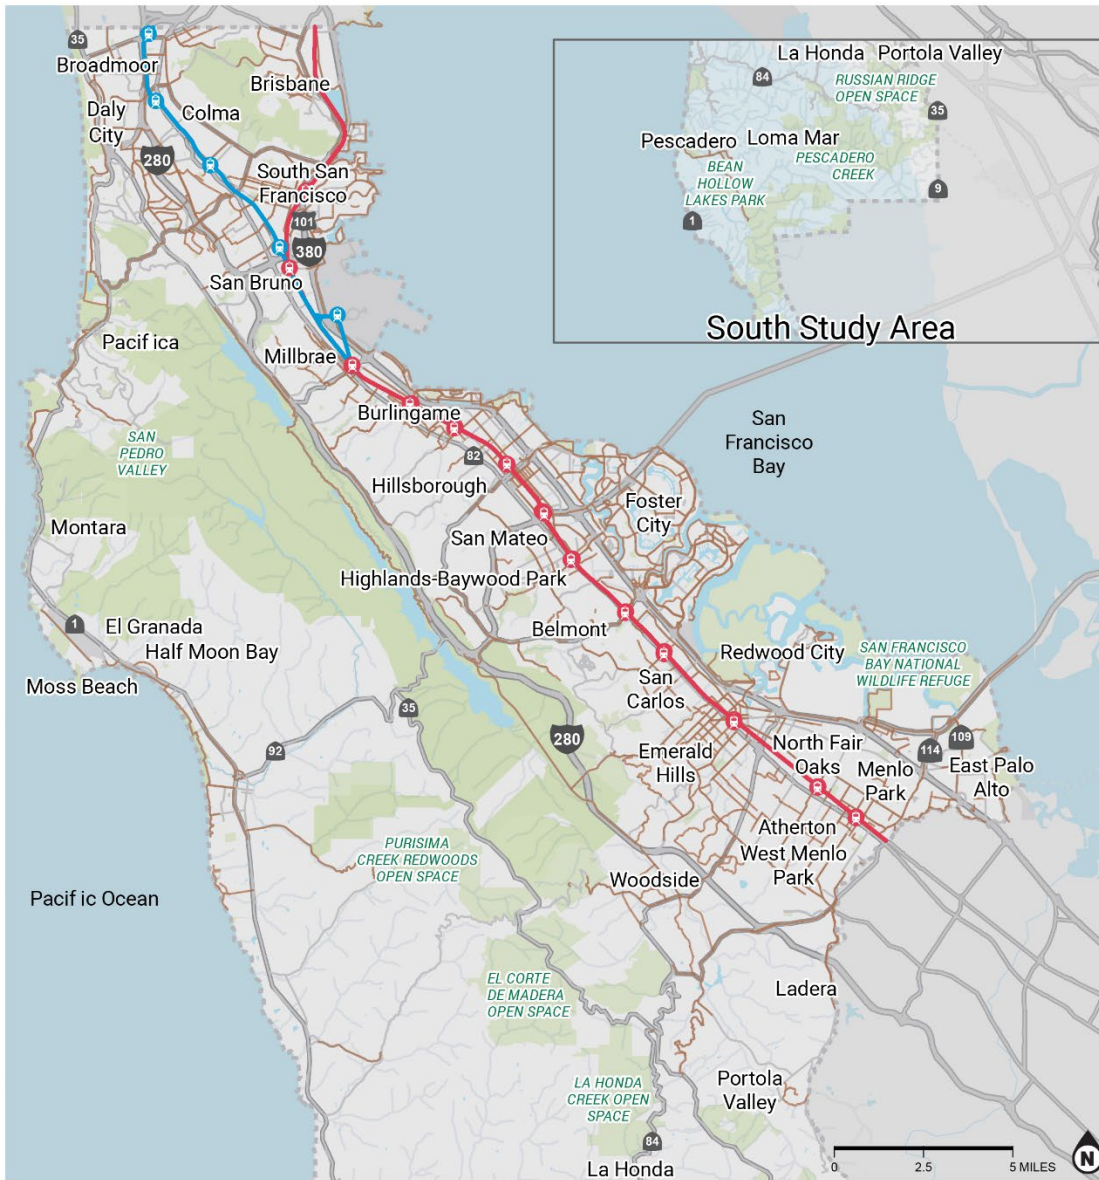 35
Broadmoor
Brisbane
Daly
City
Colma
280
South San
Francisco
101
380
San Bruno
Pacif ica
Millbrae
Burlingame
SAN
PEDRO
VALLEY
82
Hillsborough
San
Francisco
Bay
Foster
City
Montara
San Mateo
Highlands-Baywood Park
1
El Granada
Half Moon Bay
Belmont
Moss Beach
Redwood City
SAN FRANCISCO
BAY NATIONAL
WILDLIFE REFUGE
San
Carlos
35
92
280
Emerald
Hills
North Fair
Oaks
Menlo
Park
114
109
East Palo
Alto
Atherton
West Menlo
Park
PURISIMA
CREEK REDWOODS
OPEN SPACE
Woodside
Pacif ic Ocean
EL CORTE
DE MADERA
OPEN SPACE
Ladera
LA HONDA
CREEK OPEN
SPACE
Portola
Valley
84
La Honda
La Honda
Portola Valley
84
RUSSIAN RIDGE
OPEN SPACE
35
Pescadero
Loma Mar
PESCADERO
CREEK
BEAN
HOLLOW
LAKES PARK
9
1
South Study Area
0
2.5
5 MILES
N